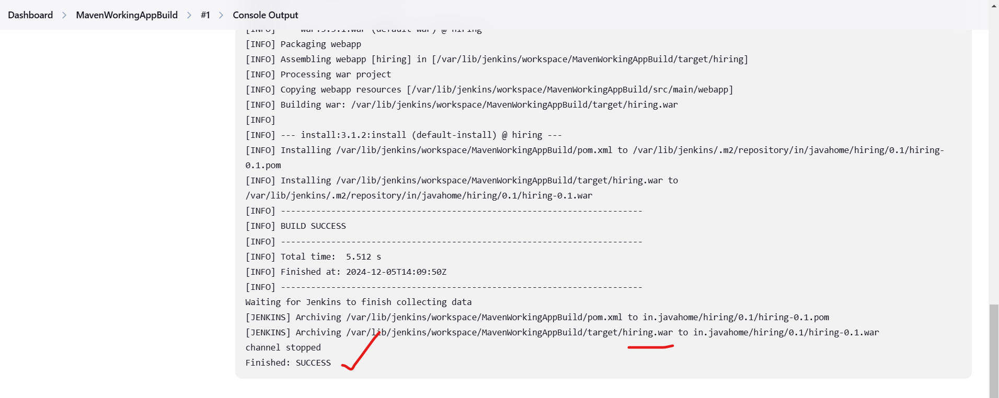 Dashboard > MavenWorkingAppBuild > #1 > Console Output
[INFO] war:3.3.1:war (default-war) @ hiring
[INFO] Packaging webapp
[INFO] Assembling webapp [hiring] in [/var/lib/jenkins/workspace/MavenWorkingAppBuild/target/hiring]
[INFO] Processing war project
[INFO] Copying webapp resources [/var/lib/jenkins/workspace/MavenWorkingAppBuild/src/main/webapp]
[INFO] Building war: /var/lib/jenkins/workspace/MavenWorkingAppBuild/target/hiring.war
[INFO]
[INFO] --- install:3.1.2:install (default-install) @ hiring ---
[INFO] Installing /var/lib/jenkins/workspace/MavenWorkingAppBuild/pom.xml to /var/lib/jenkins/.m2/repository/in/javahome/hiring/0.1/hiring-
0.1.pom
[INFO] Installing /var/lib/jenkins/workspace/MavenWorkingAppBuild/target/hiring.war to
/var/lib/jenkins/.m2/repository/in/javahome/hiring/0.1/hiring-0.1.war
[INFO] ------------------------------------------------------------------------
[INFO] BUILD SUCCESS
[INFO] ------------------------------------------------------------------------
[INFO] Total time:  5.512 s
[INFO] Finished at: 2024-12-05T14:09:50Z
[INFO] ------------------------------------------------------------------------
Waiting for Jenkins to finish collecting data
[JENKINS] Archiving /var/lib/jenkins/workspace/MavenWorkingAppBuild/pom.xml to in.javahome/hiring/0.1/hiring-0.1.pom
[JENKINS] Archiving /var/lib/jenkins/workspace/MavenWorkingAppBuild/target/hiring.war to in.javahome/hiring/0.1/hiring-0.1.war
channel stopped
Finished: SUCCESS